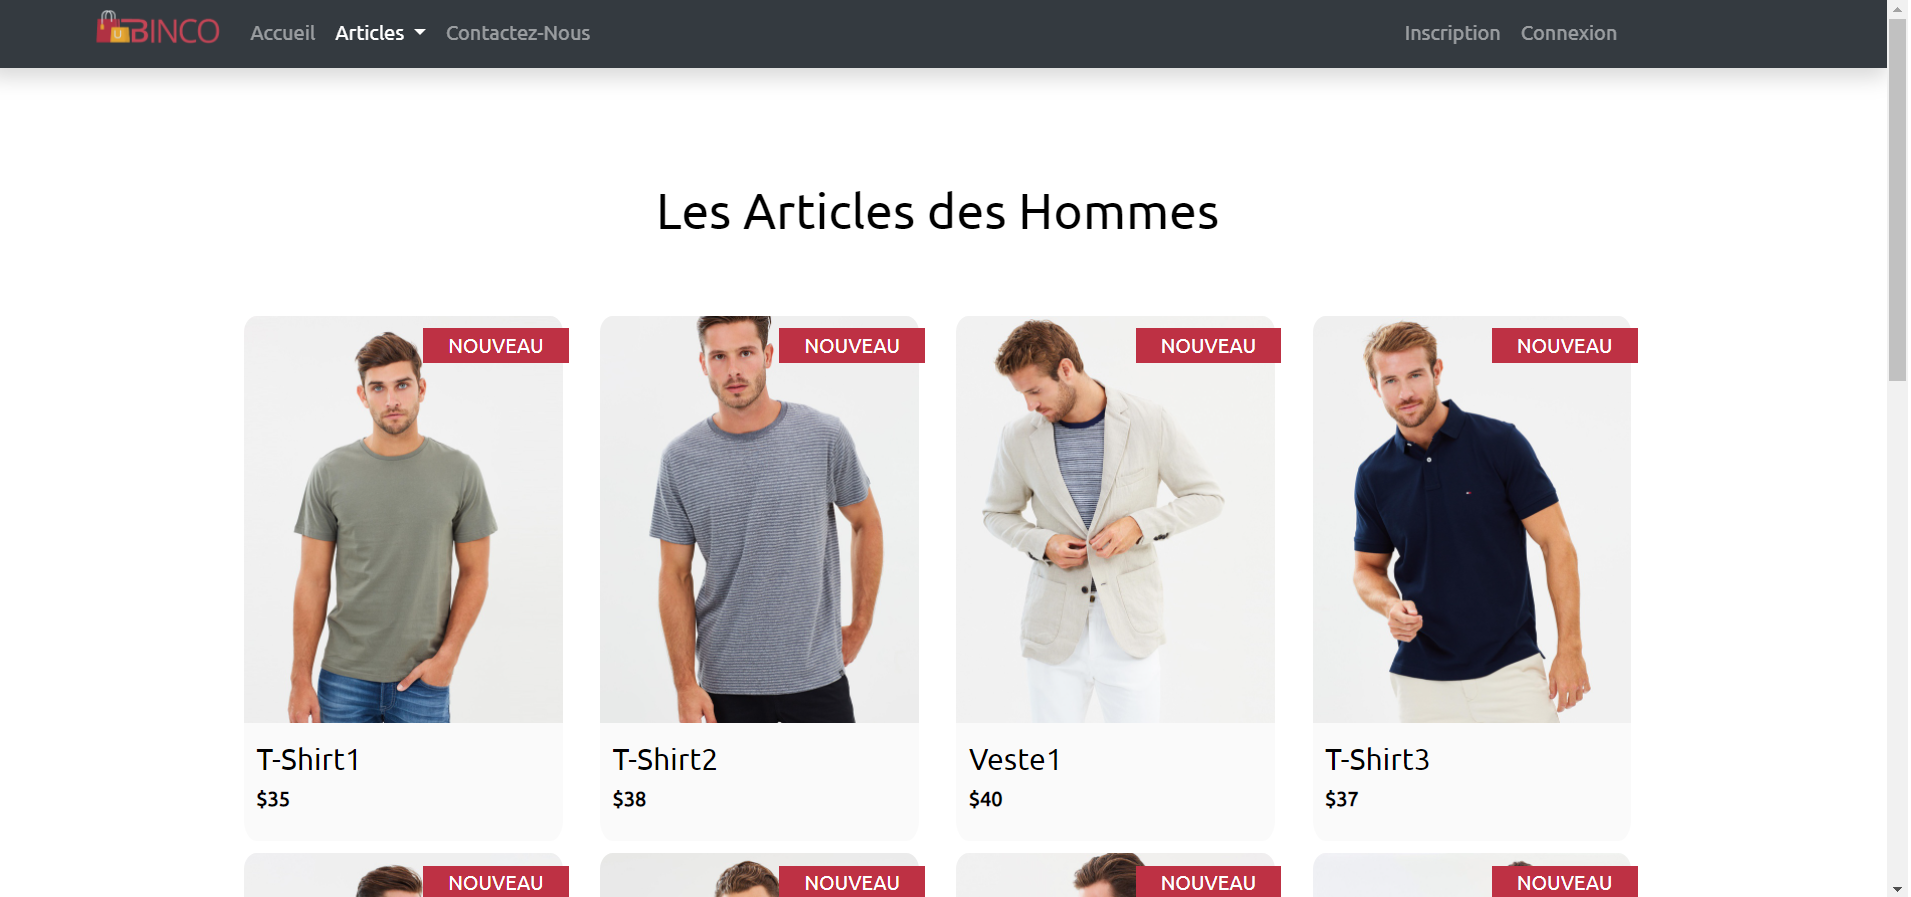 UBINCO Accueil Articles Contactez-Nous Inscription Connexion
Les Articles des Hommes
NOUVEAU NOUVEAU NOUVEAU NOUVEAU
T-Shirt1 T-Shirt2 Veste1 T-Shirt3
$35 $38 $40 $37
NOUVEAU NOUVEAU NOUVEAU NOUVEAU